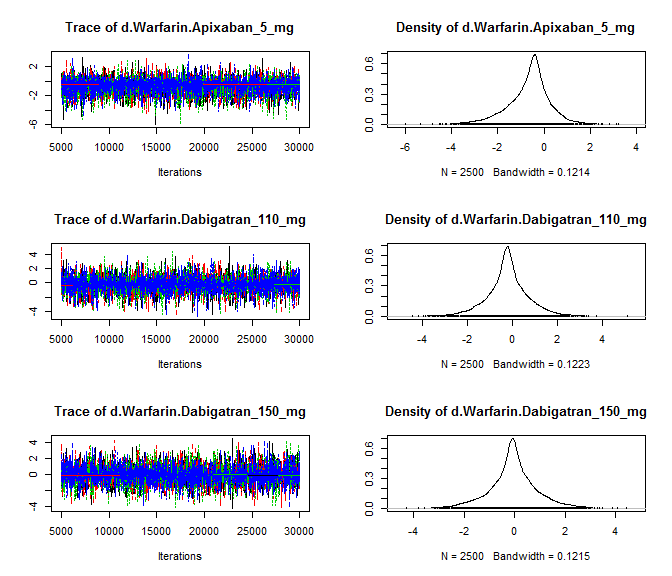 Trace of d.Warfarin.Apixaban_5_mg
2
-2
-6
5000 10000 15000 20000 25000 30000
Iterations
Density of d.Warfarin.Apixaban_5_mg
0.6
0.3
0.0
-6 -4 -2 0 2 4
N = 2500 Bandwidth = 0.1214
Trace of d.Warfarin.Dabigatran_110_mg
4
2
0
-4
5000 10000 15000 20000 25000 30000
Iterations
Density of d.Warfarin.Dabigatran_110_mg
0.6
0.3
0.0
-4 -2 0 2 4
N = 2500 Bandwidth = 0.1223
Trace of d.Warfarin.Dabigatran_150_mg
4
2
0
-4
5000 10000 15000 20000 25000 30000
Iterations
Density of d.Warfarin.Dabigatran_150_mg
0.6
0.3
0.0
-4 -2 0 2 4
N = 2500 Bandwidth = 0.1215